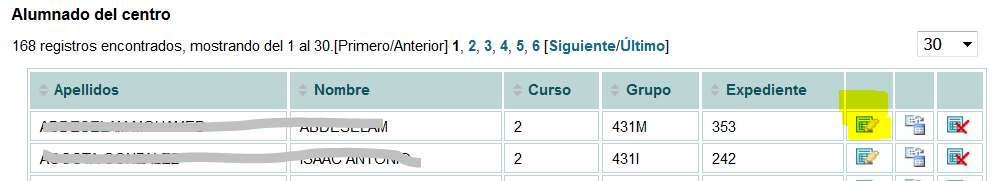 Alumnado del centro
168 registros encontrados, mostrando del 1 al 30.[Primero/Anterior] 1, 2, 3, 4, 5, 6 [Siguiente/Último]
30
Apellidos Nombre Curso Grupo Expediente
2 431M 353
2 431I 242